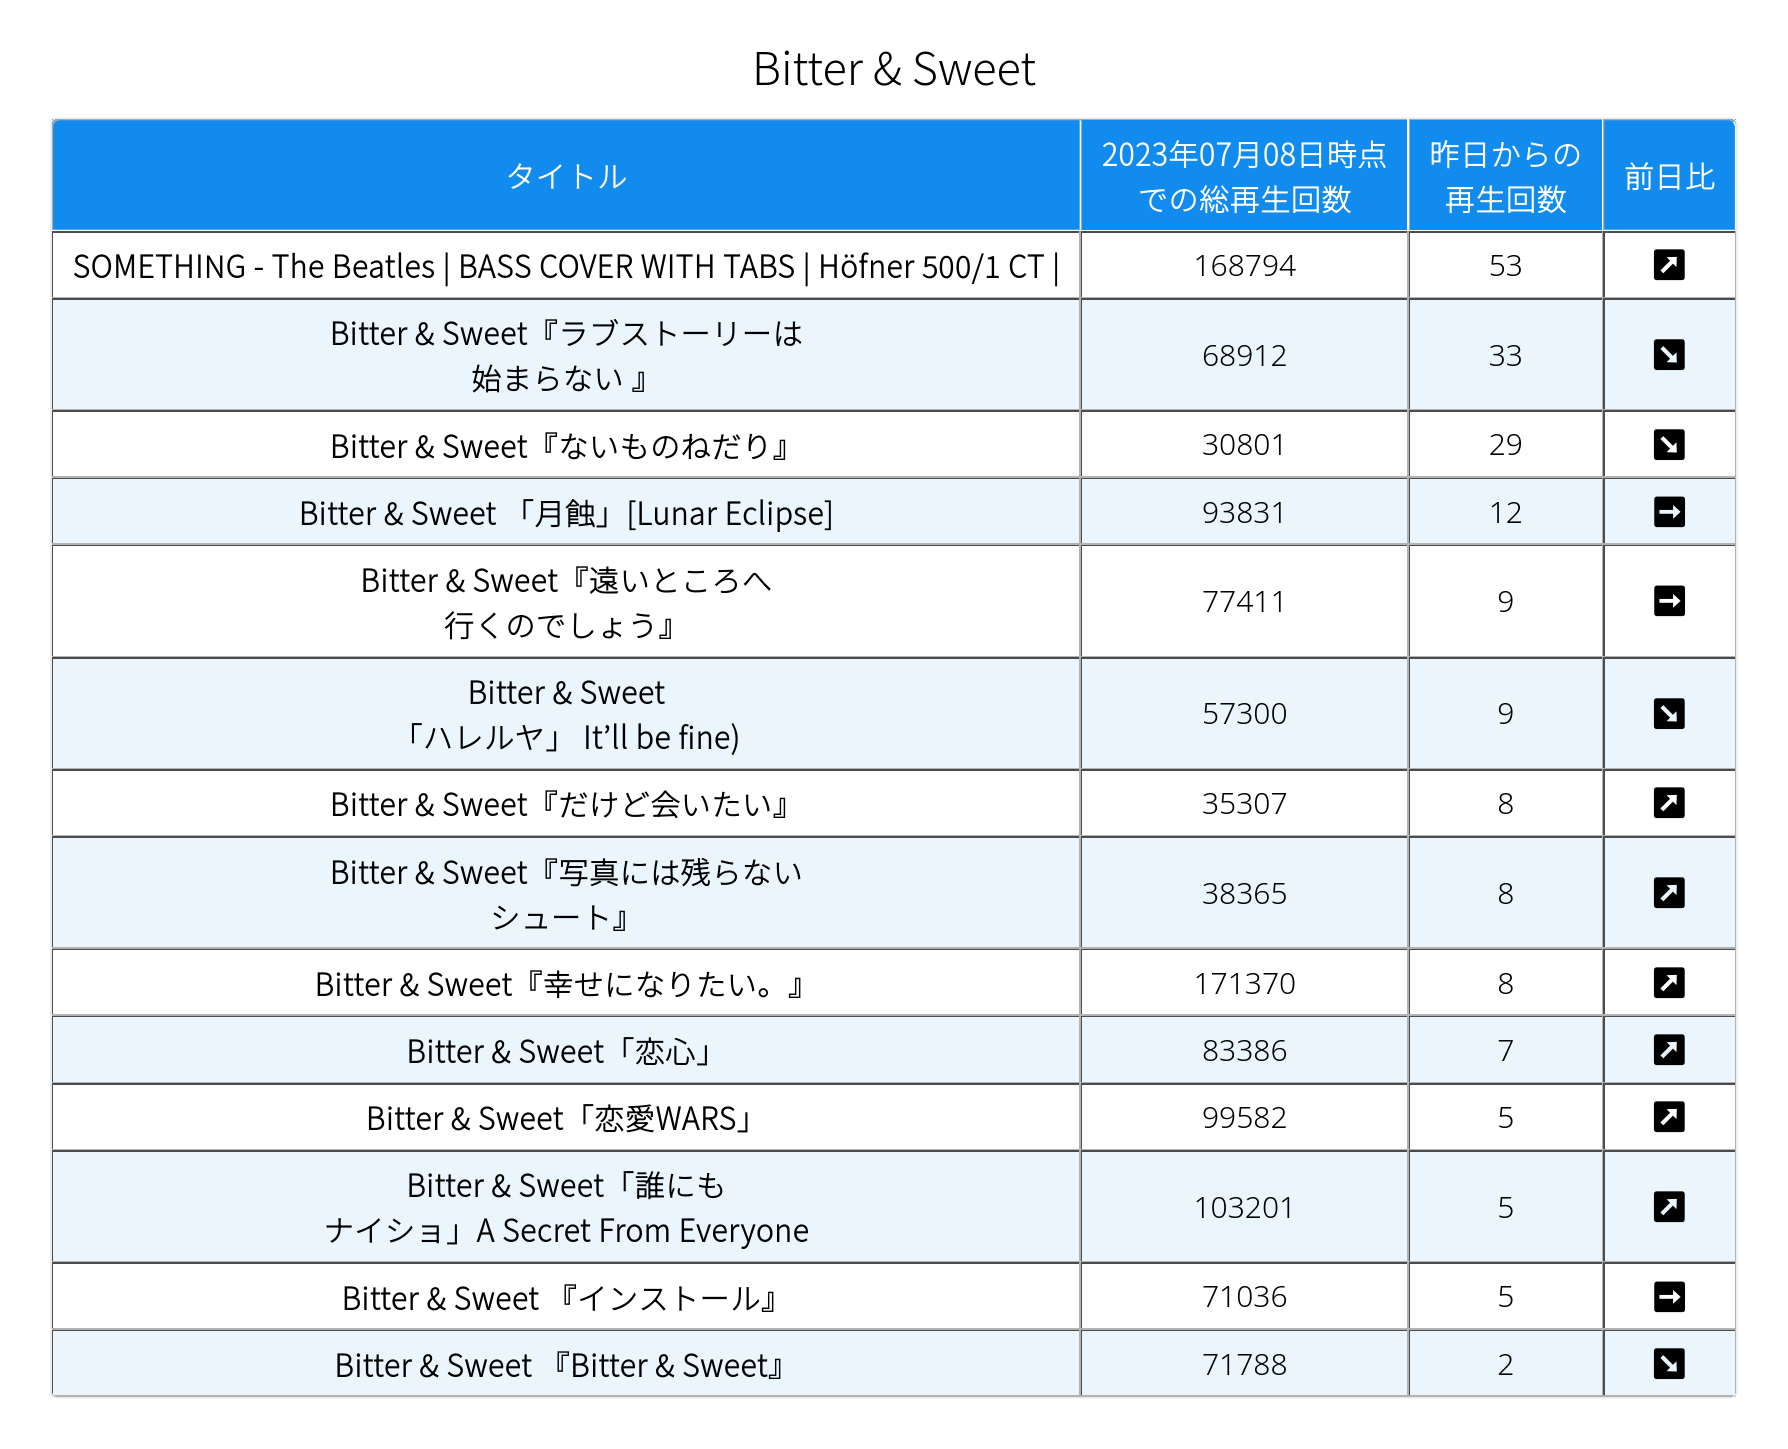 Bitter & Sweet
タイトル
2023年07月08日時点
での総再生回数
昨日からの
再生回数
前日比
SOMETHING - The Beatles | BASS COVER WITH TABS | Höfner 500/1 CT |
168794
53
Bitter & Sweet『ラブストーリーは
始まらない 』
68912
33
Bitter & Sweet『ないものねだり』
30801
29
Bitter & Sweet 「月蝕」[Lunar Eclipse]
93831
12
Bitter & Sweet『遠いところへ
行くのでしょう』
77411
9
Bitter & Sweet
「ハレルヤ」 It’ll be fine)
57300
9
Bitter & Sweet『だけど会いたい』
35307
8
Bitter & Sweet『写真には残らない
シュート』
38365
8
Bitter & Sweet『幸せになりたい。』
171370
8
Bitter & Sweet「恋心」
83386
7
Bitter & Sweet「恋愛WARS」
99582
5
Bitter & Sweet「誰にも
ナイショ」A Secret From Everyone
103201
5
Bitter & Sweet 『インストール』
71036
5
Bitter & Sweet 『Bitter & Sweet』
71788
2